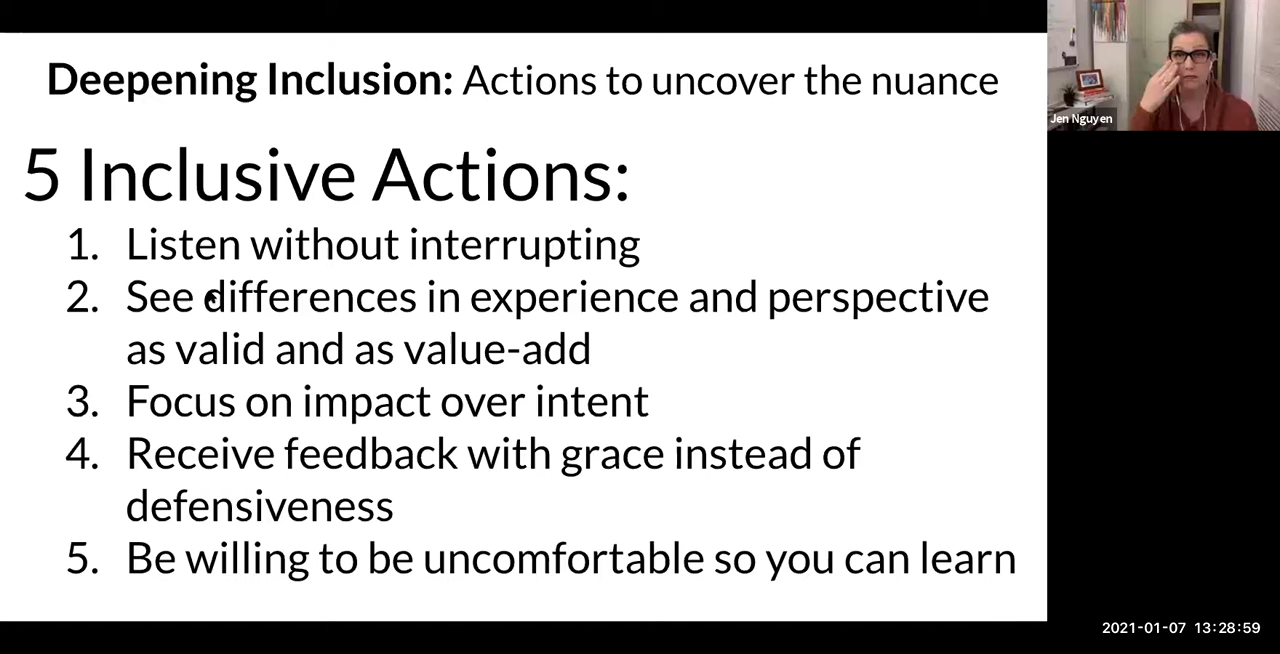 Deepening Inclusion: Actions to uncover the nuance
5 Inclusive Actions:
1. Listen without interrupting
2. See differences in experience and perspective
as valid and as value-add
3. Focus on impact over intent
4. Receive feedback with grace instead of
defensiveness
5. Be willing to be uncomfortable so you can learn
Jen Nguyen
2021-01-07 13:28:59